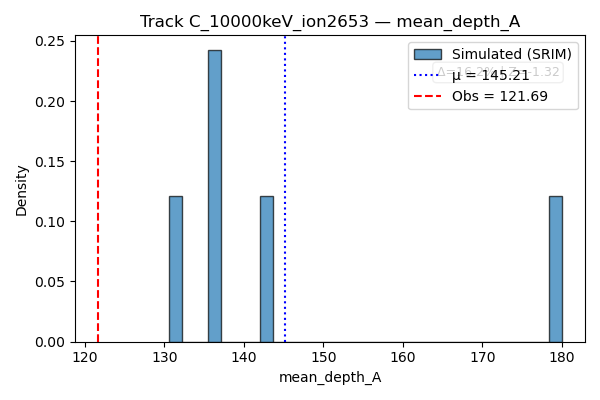 Track C_10000keV_ion2653 — mean_depth_A
Density
0.25
0.20
0.15
0.10
0.05
0.00
Simulated (SRIM)
μ = 145.21
Obs = 121.69
120
130
140
150
160
170
180
mean_depth_A